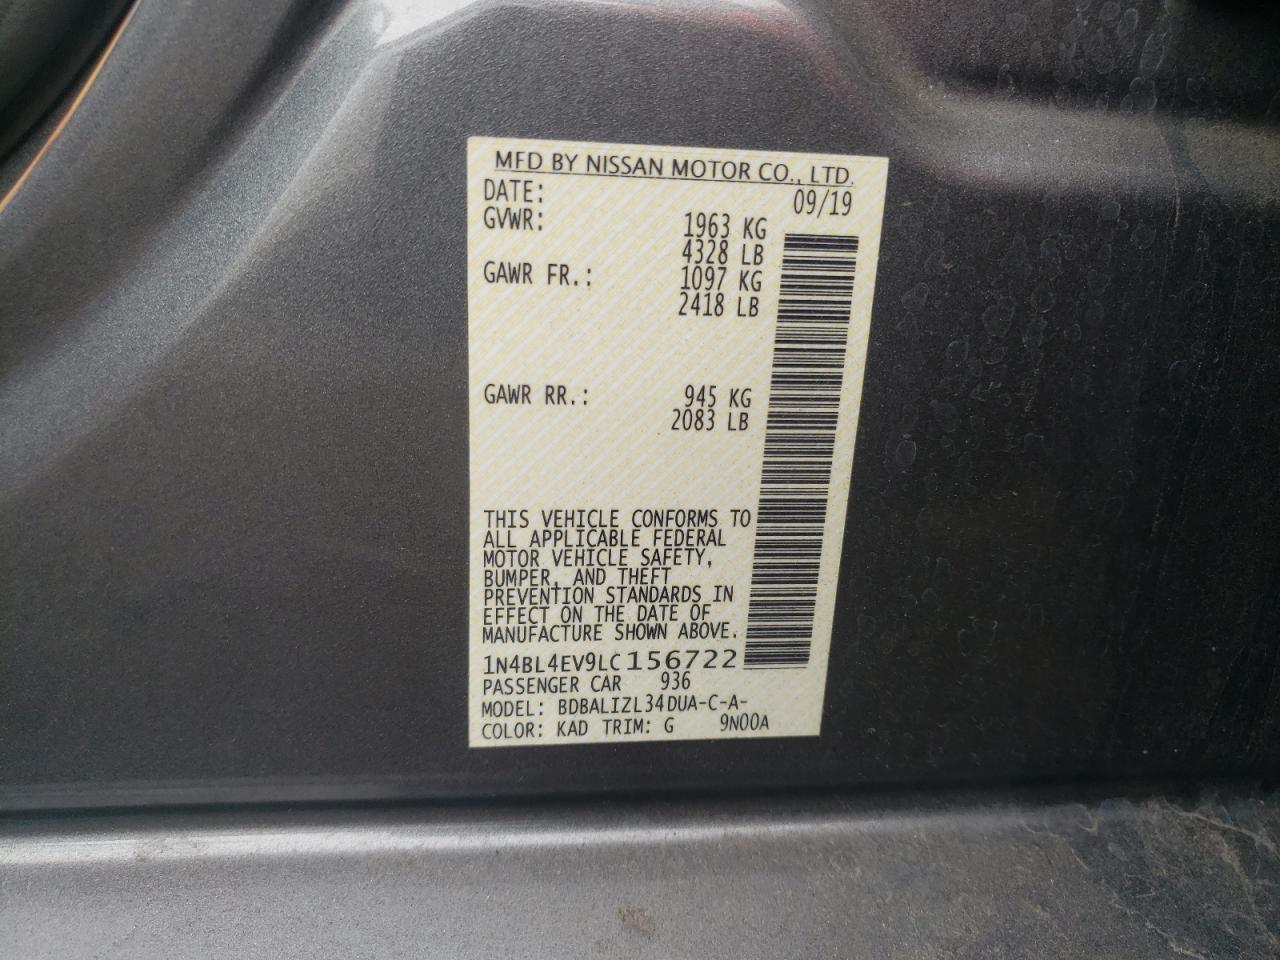 MFD BY NISSAN MOTOR CO., LTD.
DATE: 09/19
GVWR: 1963 KG
4328 LB
GAWR FR.: 1097 KG
2418 LB
GAWR RR.: 945 KG
2083 LB
THIS VEHICLE CONFORMS TO
ALL APPLICABLE FEDERAL
MOTOR VEHICLE SAFETY,
BUMPER, AND THEFT
PREVENTION STANDARDS IN
EFFECT ON THE DATE OF
MANUFACTURE SHOWN ABOVE.
1N4BL4EV9LC156722
PASSENGER CAR 936
MODEL: BDBALIZL34DUA-C-A-
COLOR: KAD TRIM: G 9N00A